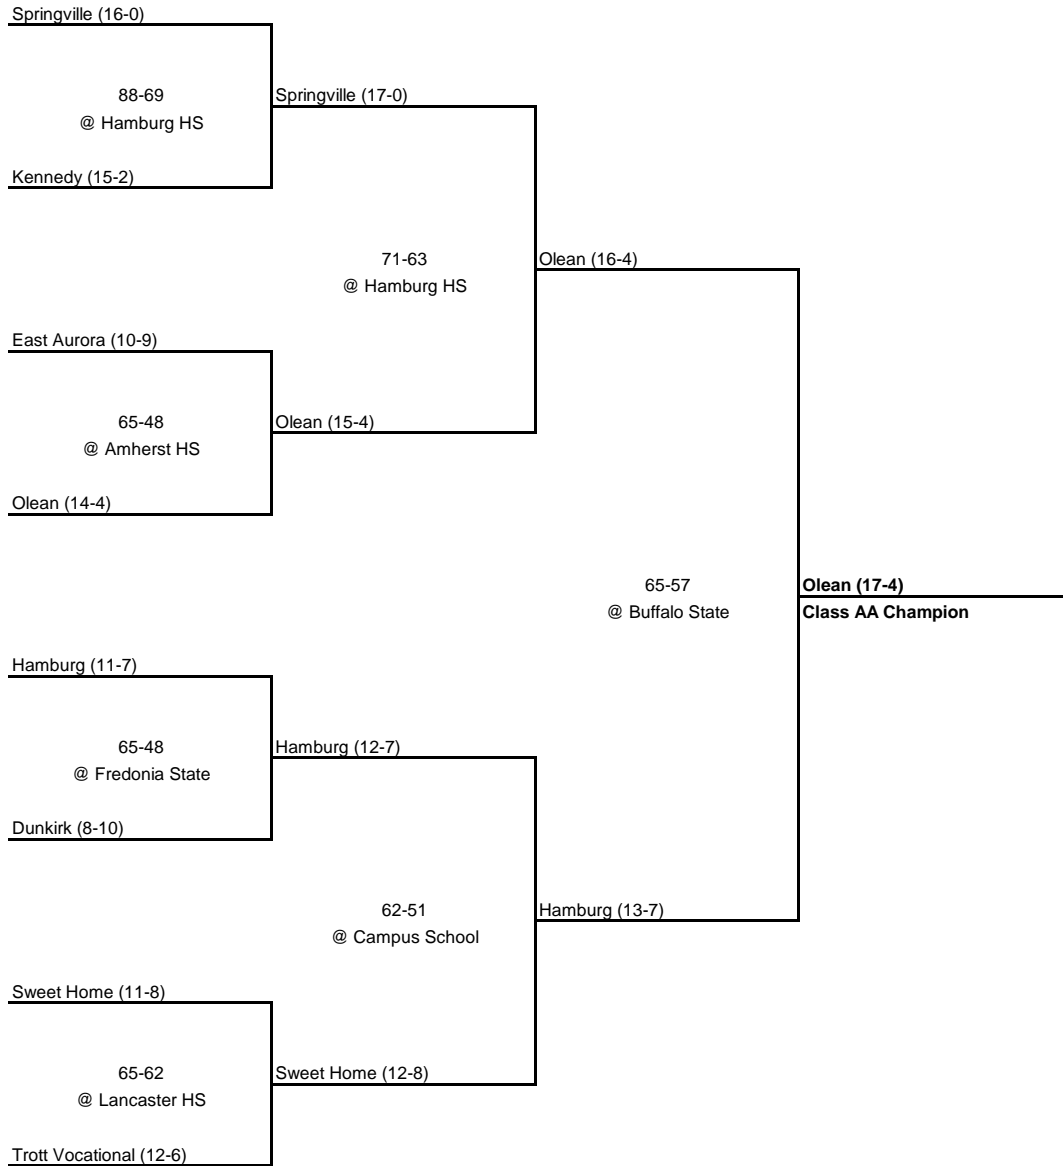 Springville (16-0)
88-69
@ Hamburg HS
Springville (17-0)
Kennedy (15-2)
71-63
@ Hamburg HS
Olean (16-4)
East Aurora (10-9)
65-48
@ Amherst HS
Olean (15-4)
Olean (14-4)
65-57
@ Buffalo State
Olean (17-4)
Class AA Champion
Hamburg (11-7)
65-48
@ Fredonia State
Hamburg (12-7)
Dunkirk (8-10)
62-51
@ Campus School
Hamburg (13-7)
Sweet Home (11-8)
65-62
@ Lancaster HS
Sweet Home (12-8)
Trott Vocational (12-6)